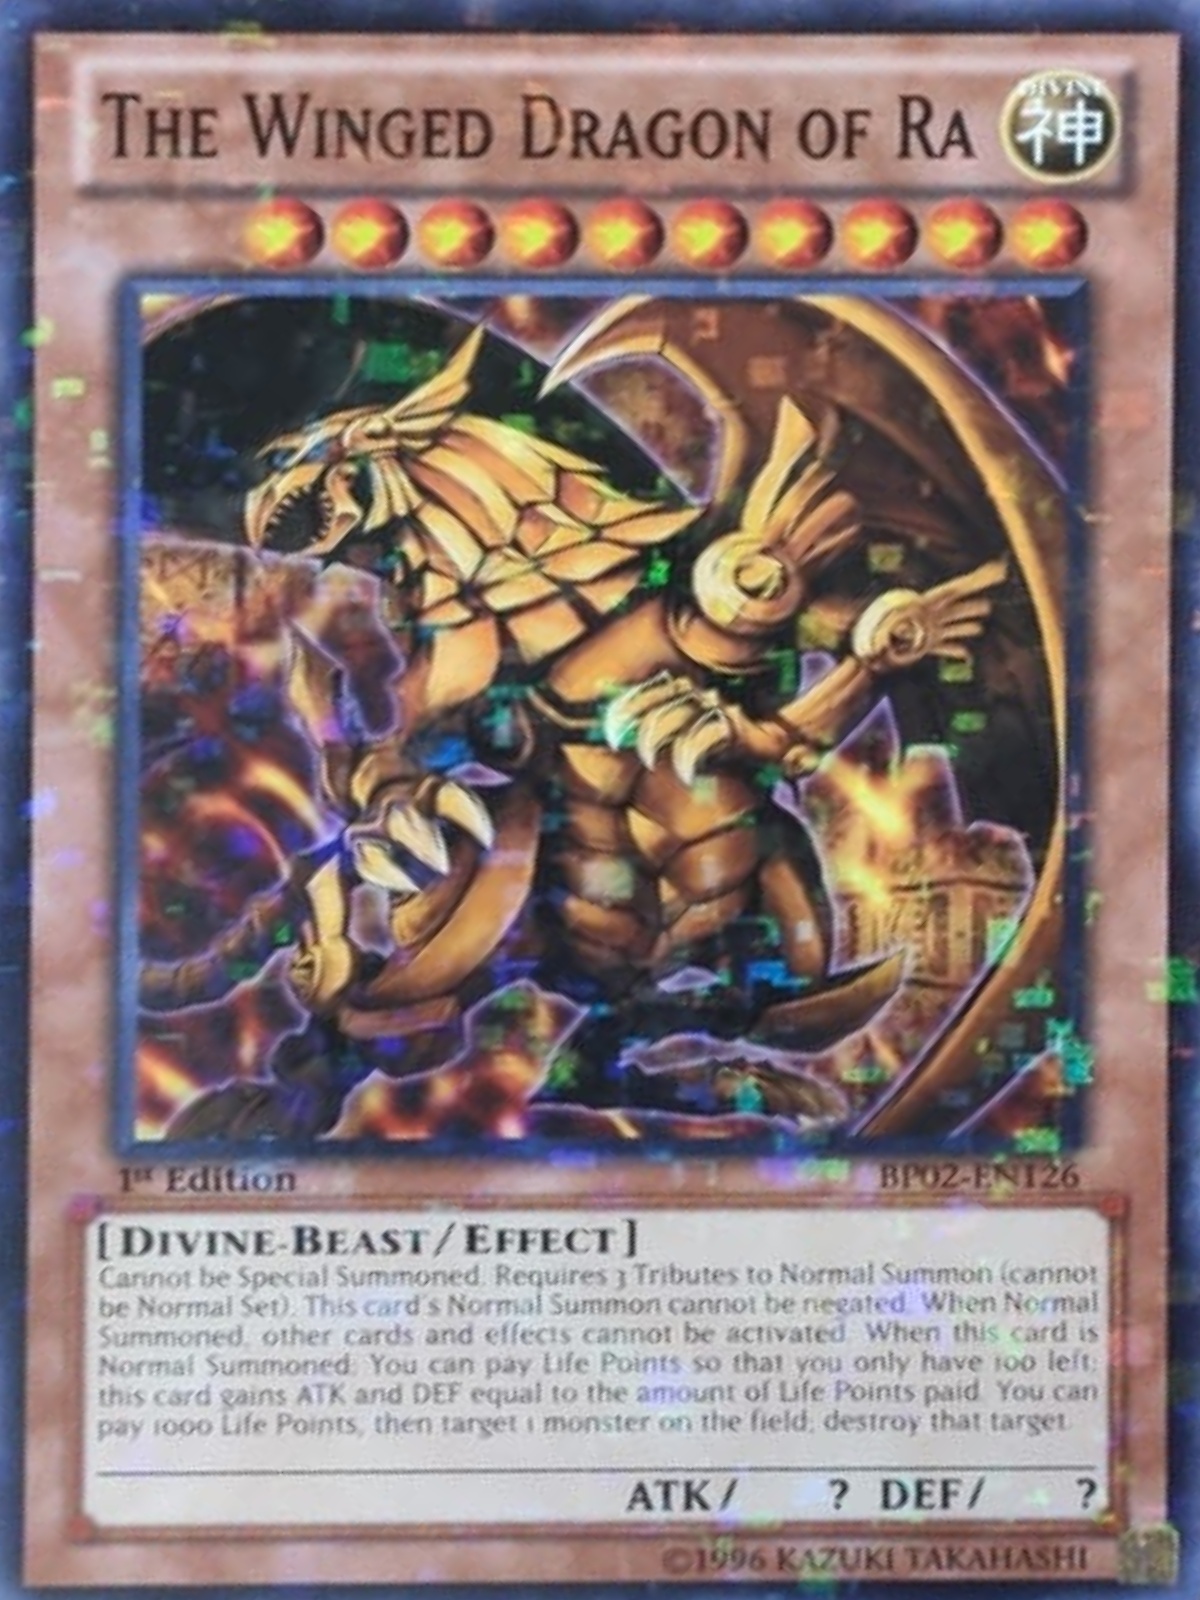 THE WINGED DRAGON OF RA
DIVINE
神
1st Edition
BP02-EN126
[DIVINE-BEAST/EFFECT]
Cannot be Special Summoned. Requires 3 Tributes to Normal Summon (cannot
be Normal Set). This card's Normal Summon cannot be negated. When Normal
Summoned, other cards and effects cannot be activated. When this card is
Normal Summoned: You can pay Life Points so that you only have 100 left;
this card gains ATK and DEF equal to the amount of Life Points paid. You can
pay 1000 Life Points, then target 1 monster on the field; destroy that target.
ATK/ ? DEF/ ?
©1996 KAZUKI TAKAHASHI